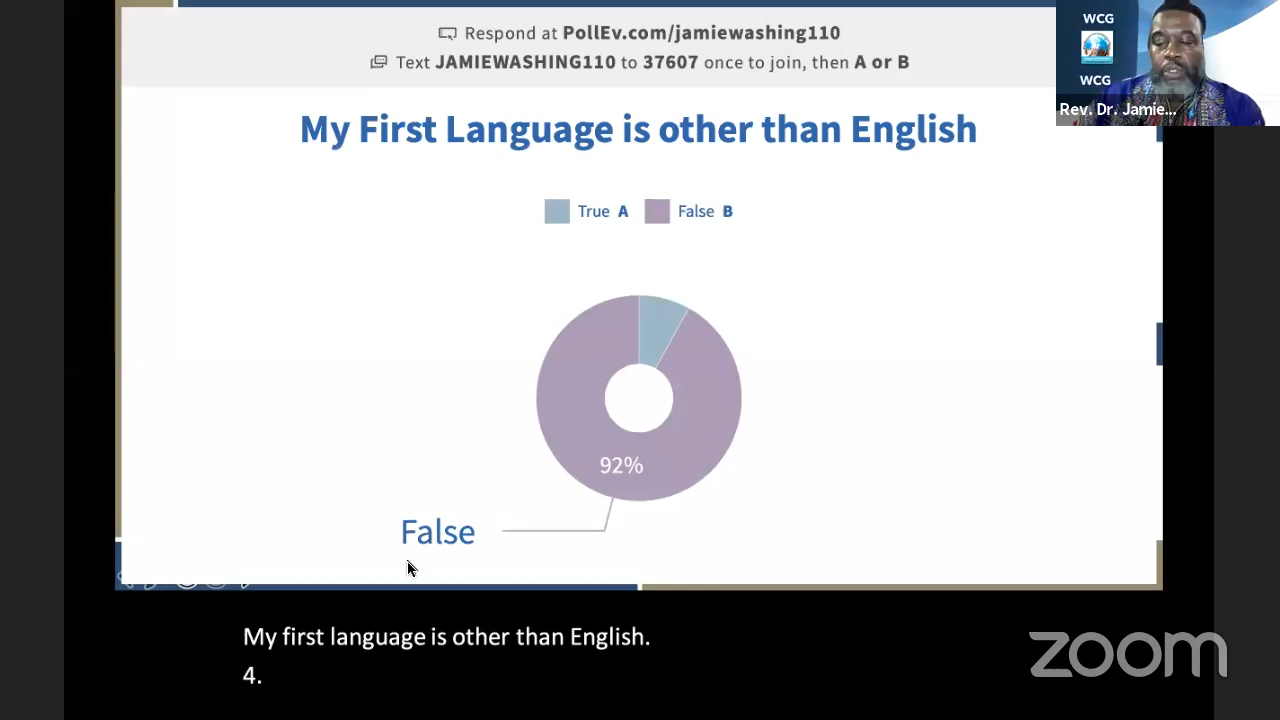 Respond at PollEv.com/jamiewashing110
Text JAMIEWASHING110 to 37607 once to join, then A or B
My First Language is other than English
True A False B
92%
False
WCG
WCG
Rev. Dr. Jamie...
My first language is other than English.
4.
zoom